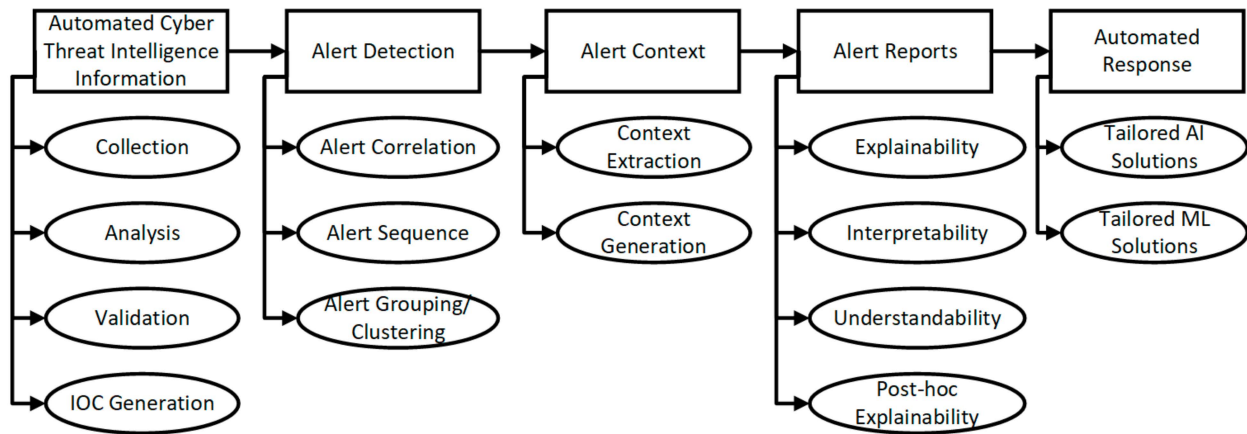 Automated Cyber
Threat Intelligence
Information
Alert Detection
Alert Context
Alert Reports
Automated
Response
Collection
Analysis
Validation
IOC Generation
Alert Correlation
Alert Sequence
Alert Grouping/
Clustering
Context
Extraction
Context
Generation
Explainability
Interpretability
Understandability
Post-hoc
Explainability
Tailored AI
Solutions
Tailored ML
Solutions